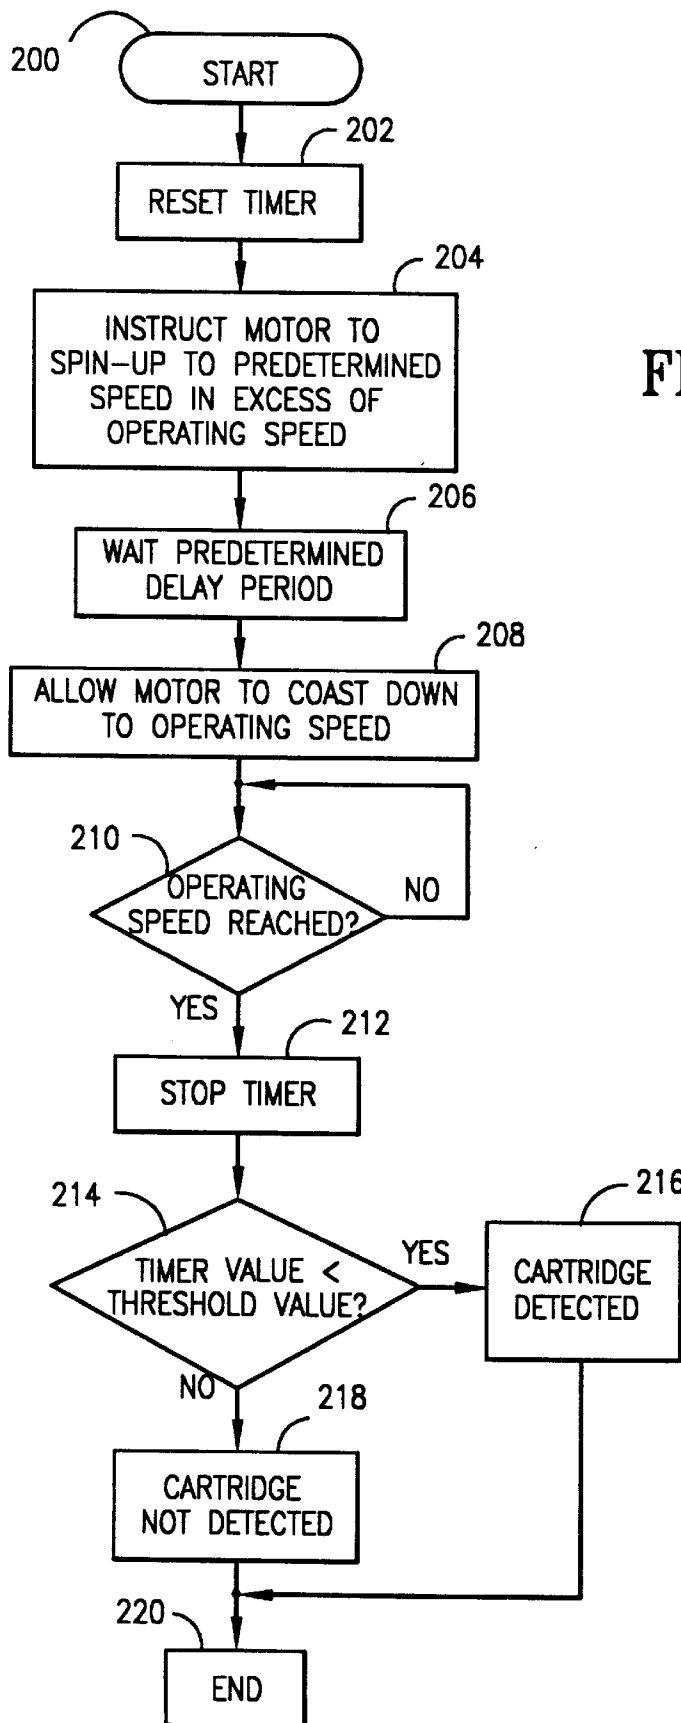 200
START
202
RESET TIMER
204
INSTRUCT MOTOR TO
SPIN-UP TO PREDETERMINED
SPEED IN EXCESS OF
OPERATING SPEED
206
WAIT PREDETERMINED
DELAY PERIOD
208
ALLOW MOTOR TO COAST DOWN
TO OPERATING SPEED
210
OPERATING
SPEED REACHED?
NO
YES
212
STOP TIMER
214
TIMER VALUE <
THRESHOLD VALUE?
YES
216
CARTRIDGE
DETECTED
NO
218
CARTRIDGE
NOT DETECTED
220
END